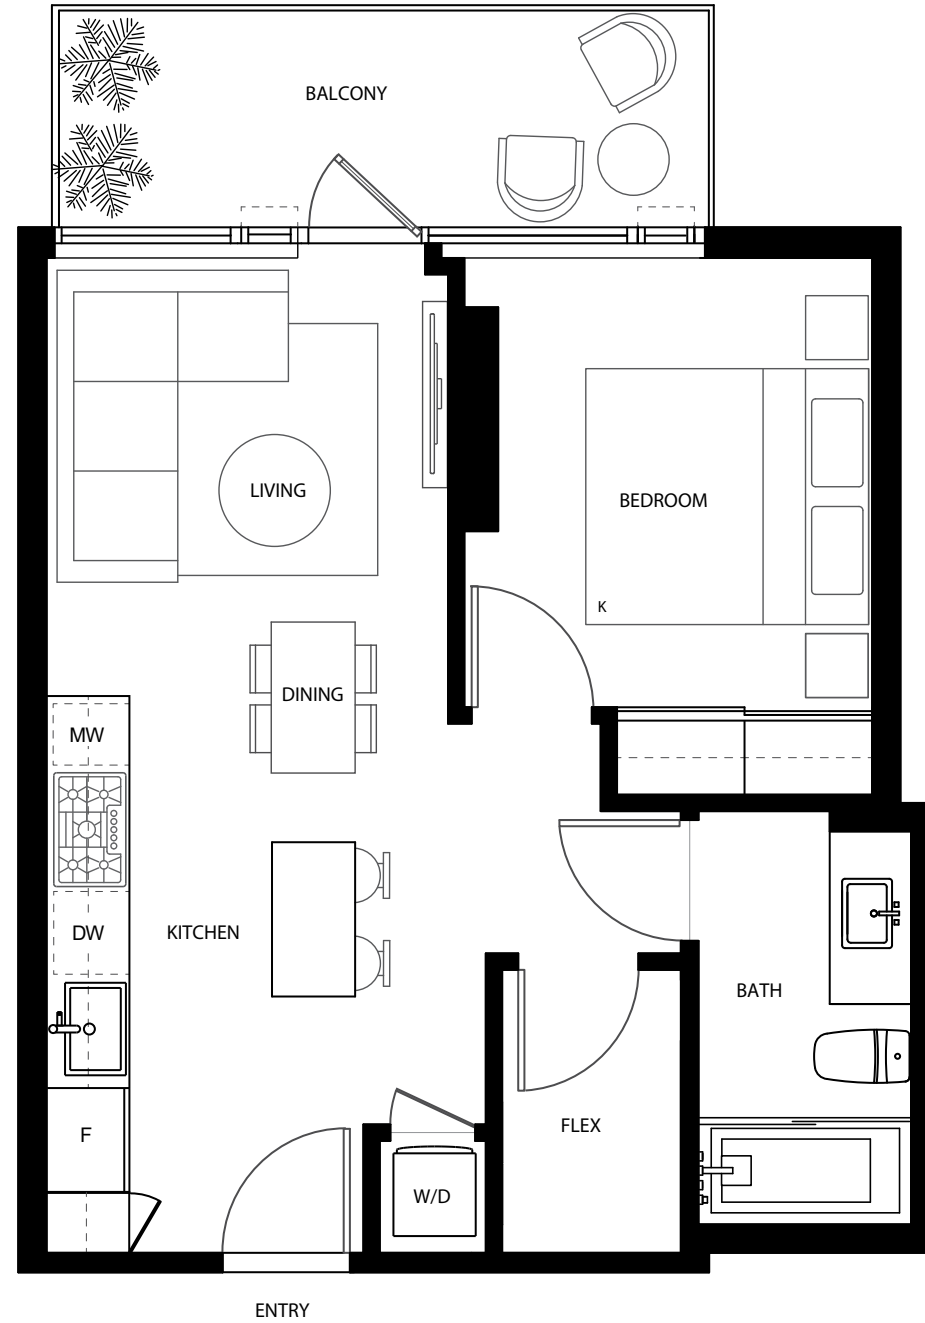 BALCONY
LIVING
BEDROOM
K
DINING
MW
DW
KITCHEN
BATH
FLEX
F
W/D
ENTRY